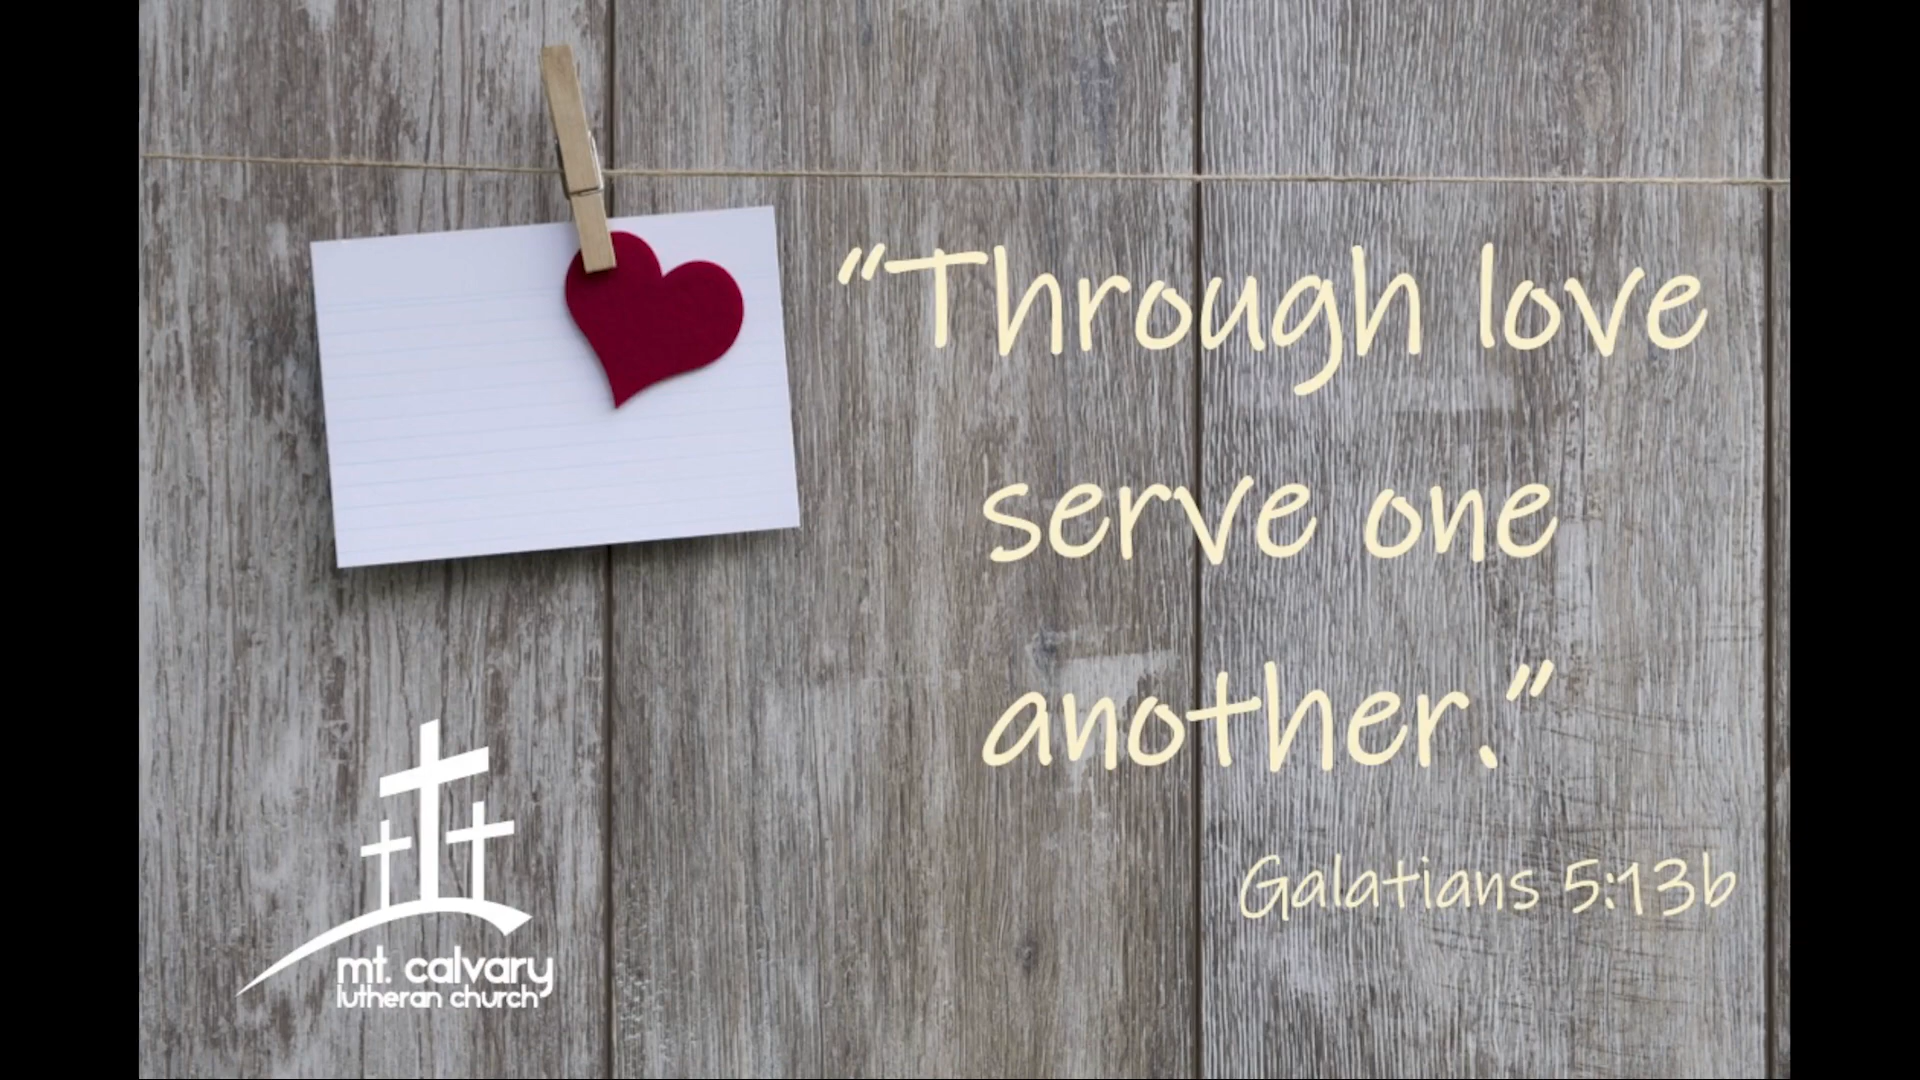 “Through love
serve one
another.”
Galatians 5:13b
mt. calvary
lutheran church